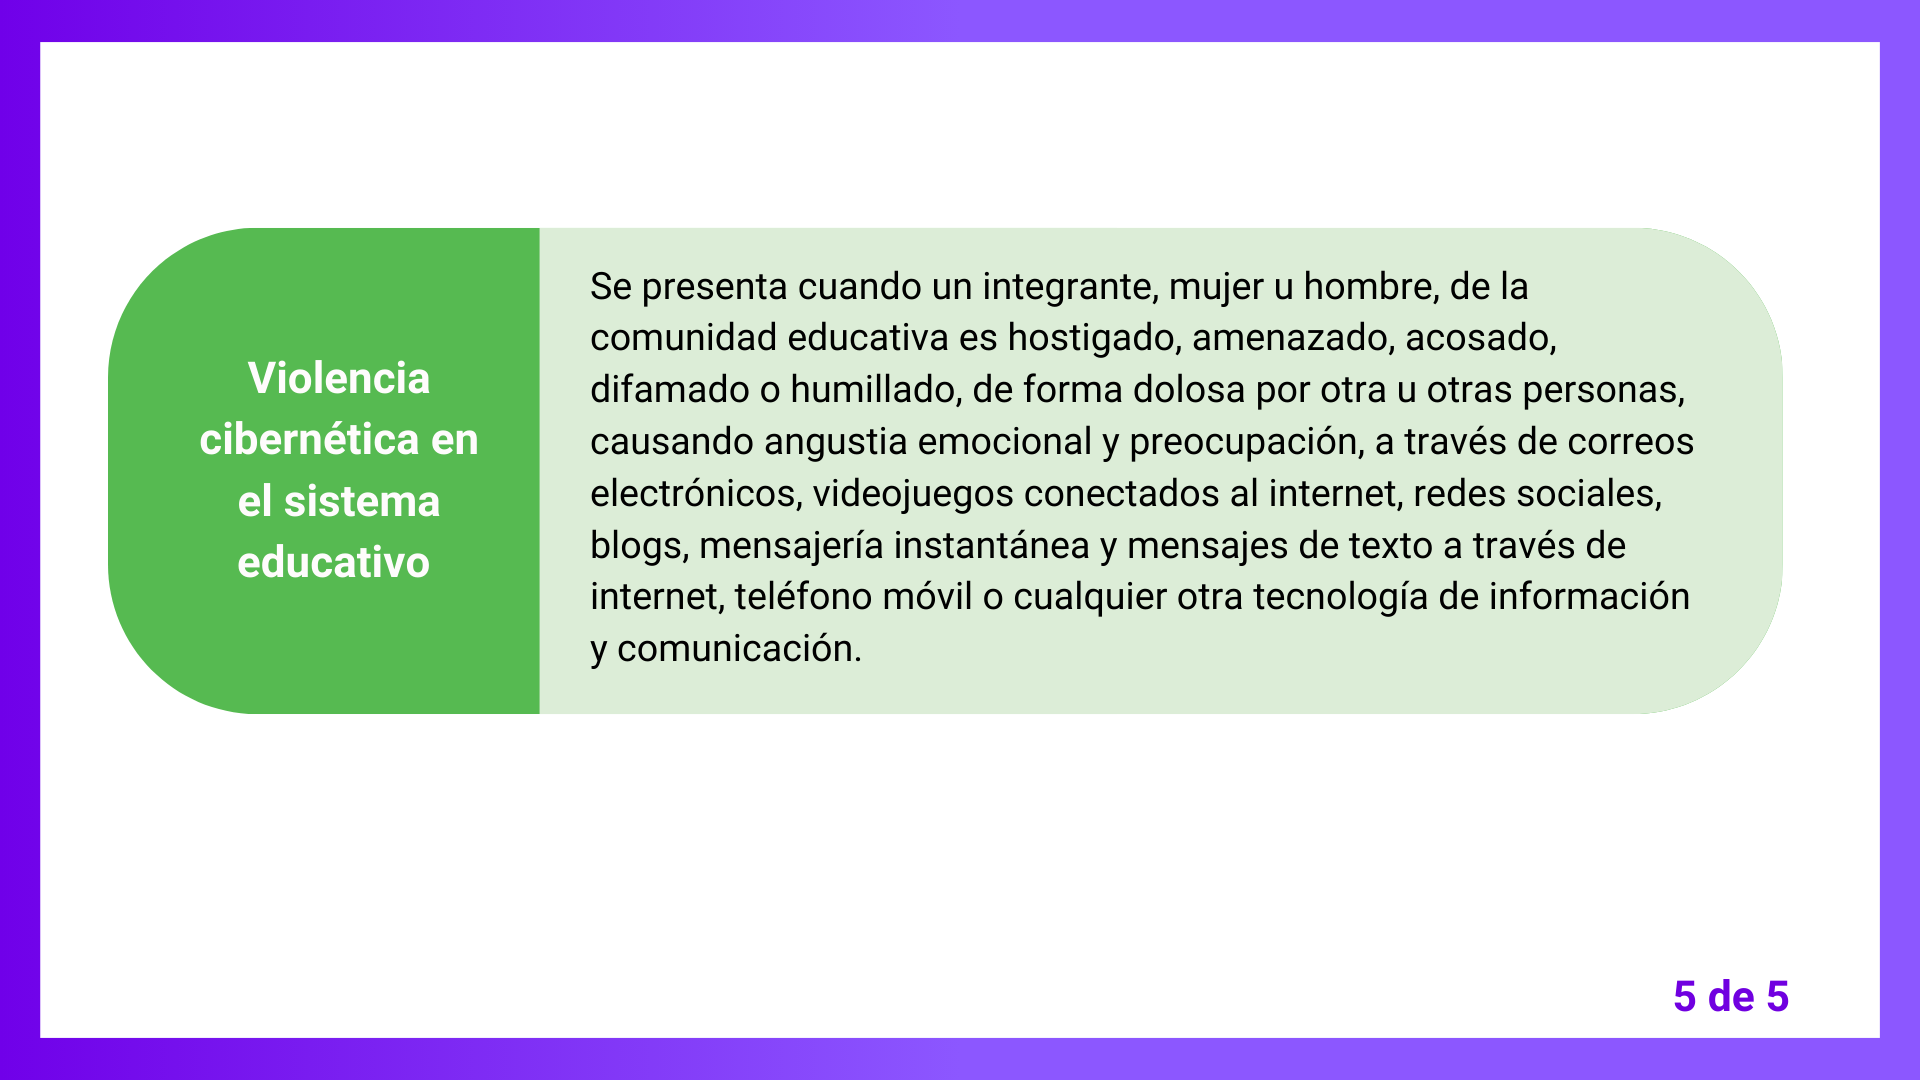 Violencia
cibernética en
el sistema
educativo
Se presenta cuando un integrante, mujer u hombre, de la
comunidad educativa es hostigado, amenazado, acosado,
difamado o humillado, de forma dolosa por otra u otras personas,
causando angustia emocional y preocupación, a través de correos
electrónicos, videojuegos conectados al internet, redes sociales,
blogs, mensajería instantánea y mensajes de texto a través de
internet, teléfono móvil o cualquier otra tecnología de información
y comunicación.
5 de 5